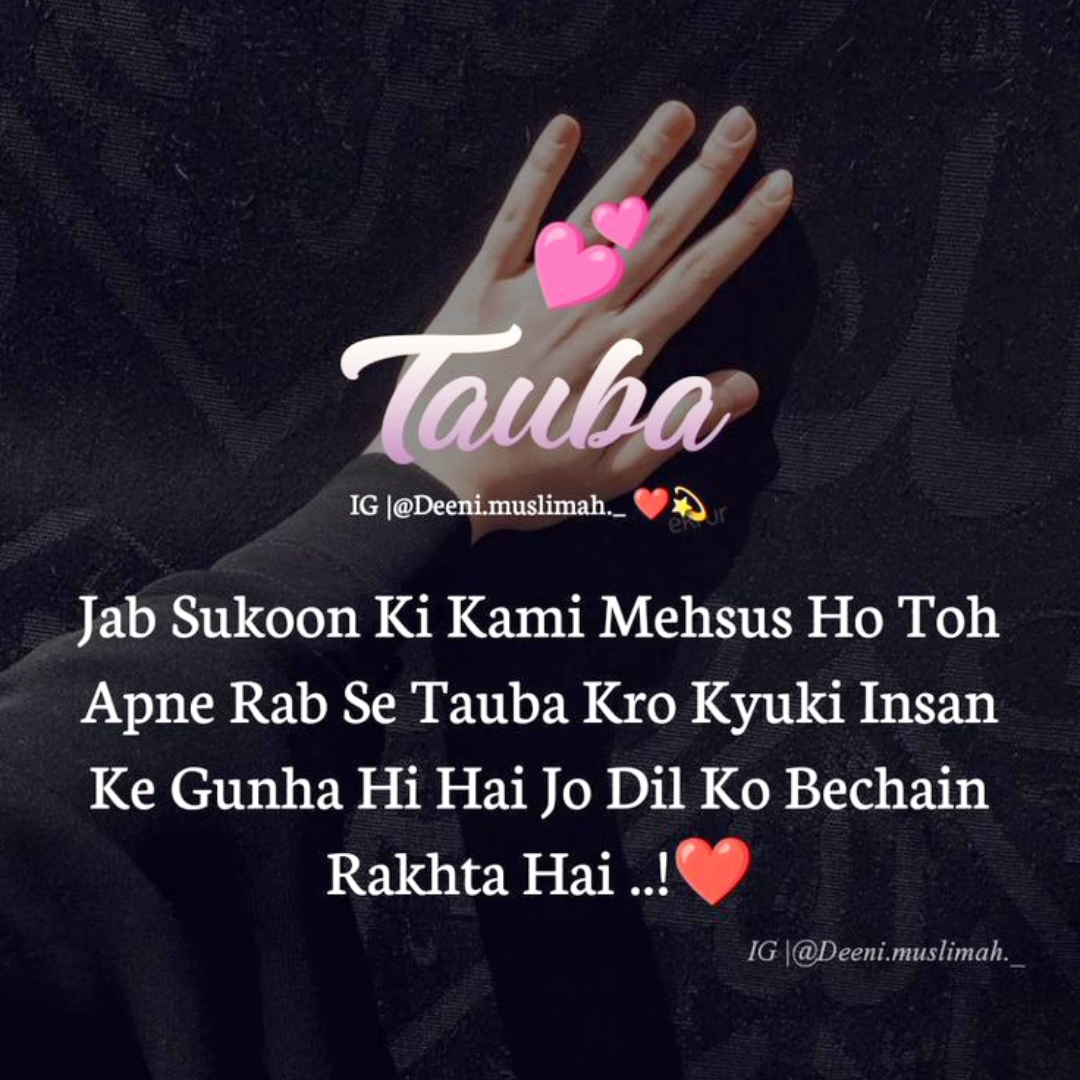 💕
Tauba
IG |@Deeni.muslimah._ ❤️💫
Jab Sukoon Ki Kami Mehsus Ho Toh
Apne Rab Se Tauba Kro Kyuki Insan
Ke Gunha Hi Hai Jo Dil Ko Bechain
Rakhta Hai ..!❤️
IG |@Deeni.muslimah._